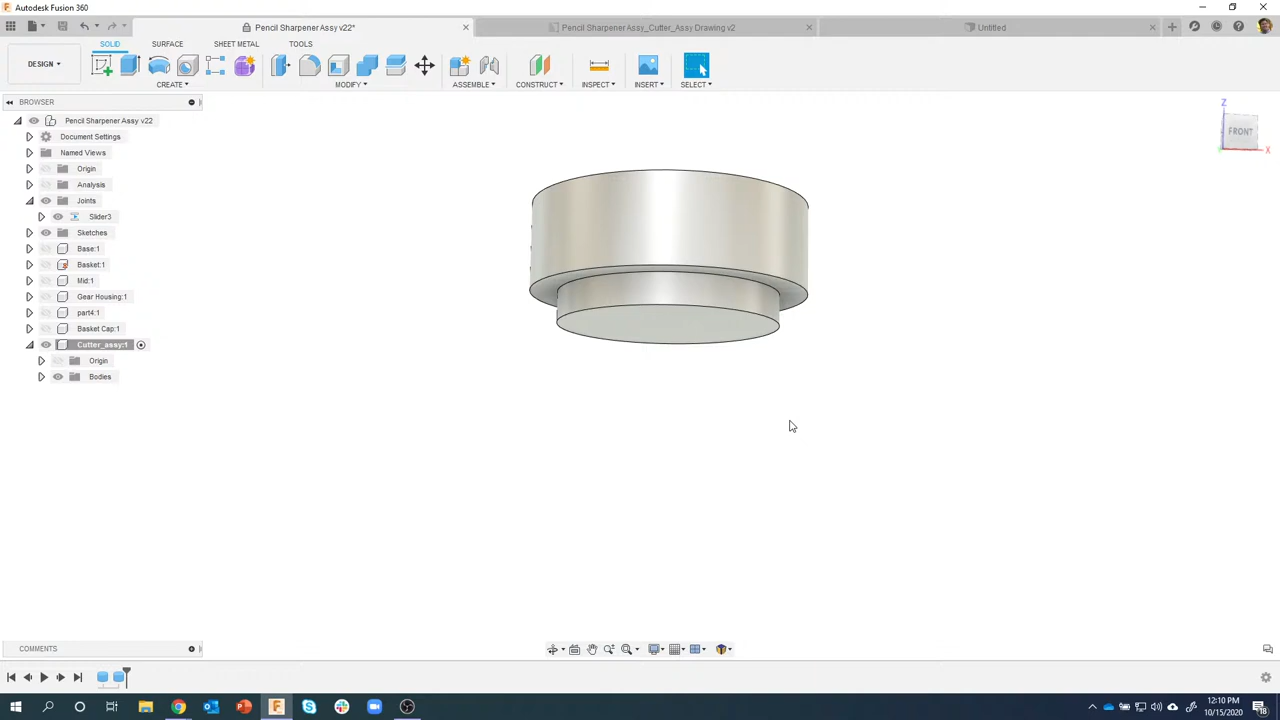 Autodesk Fusion 360
Pencil Sharpener Assy v22*
Pencil Sharpener Assy_Cutter_Assy Drawing v2
Untitled
SOLID
SURFACE
SHEET METAL
TOOLS
DESIGN
CREATE
MODIFY
ASSEMBLE
CONSTRUCT
INSPECT
INSERT
SELECT
BROWSER
Pencil Sharpener Assy v22
Document Settings
Named Views
Origin
Analysis
Joints
Slider3
Sketches
Base:1
Basket:1
Mid:1
Gear Housing:1
part4:1
Basket Cap:1
Cutter_assy:1
Origin
Bodies
Z
FRONT
X
COMMENTS
12:10 PM
10/15/2020
18